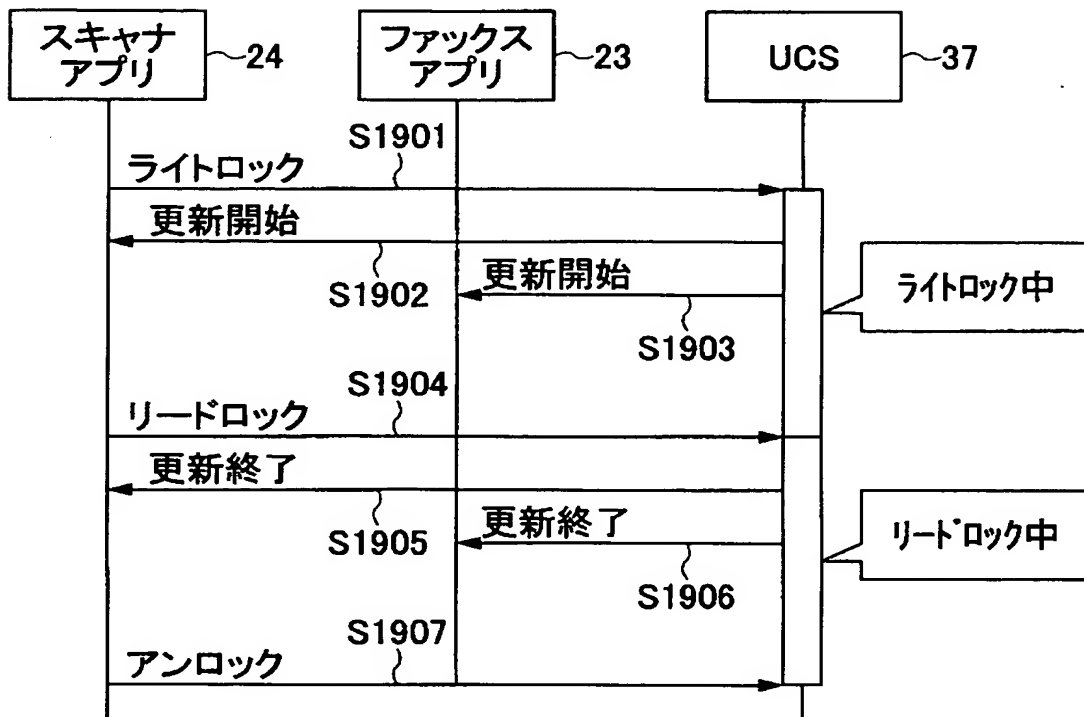 スキャナ
アプリ
24
ファックス
アプリ
23
UCS
37
S1901
ライトロック
更新開始
S1902
更新開始
S1903
ライトロック中
S1904
リードロック
更新終了
S1905
更新終了
S1906
リードロック中
S1907
アンロック